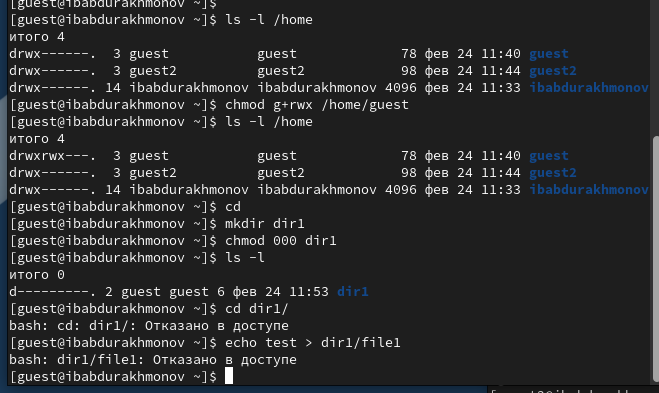 [guest@ibabdurakhmonov ~]$
[guest@ibabdurakhmonov ~]$ ls -l /home
итого 4
drwx------.  3 guest           guest             78 фев 24 11:40 guest
drwx------.  3 guest2          guest             98 фев 24 11:44 guest2
drwx------. 14 ibabdurakhmonov ibabdurakhmonov 4096 фев 24 11:33 ibabdurakhmonov
[guest@ibabdurakhmonov ~]$ chmod g+rwx /home/guest
[guest@ibabdurakhmonov ~]$ ls -l /home
итого 4
drwxrwx---.  3 guest           guest             78 фев 24 11:40 guest
drwx------.  3 guest2          guest             98 фев 24 11:44 guest2
drwx------. 14 ibabdurakhmonov ibabdurakhmonov 4096 фев 24 11:33 ibabdurakhmonov
[guest@ibabdurakhmonov ~]$ cd
[guest@ibabdurakhmonov ~]$ mkdir dir1
[guest@ibabdurakhmonov ~]$ chmod 000 dir1
[guest@ibabdurakhmonov ~]$ ls -l
итого 0
d---------. 2 guest guest 6 фев 24 11:53 dir1
[guest@ibabdurakhmonov ~]$ cd dir1/
bash: cd: dir1/: Отказано в доступе
[guest@ibabdurakhmonov ~]$ echo test > dir1/file1
bash: dir1/file1: Отказано в доступе
[guest@ibabdurakhmonov ~]$